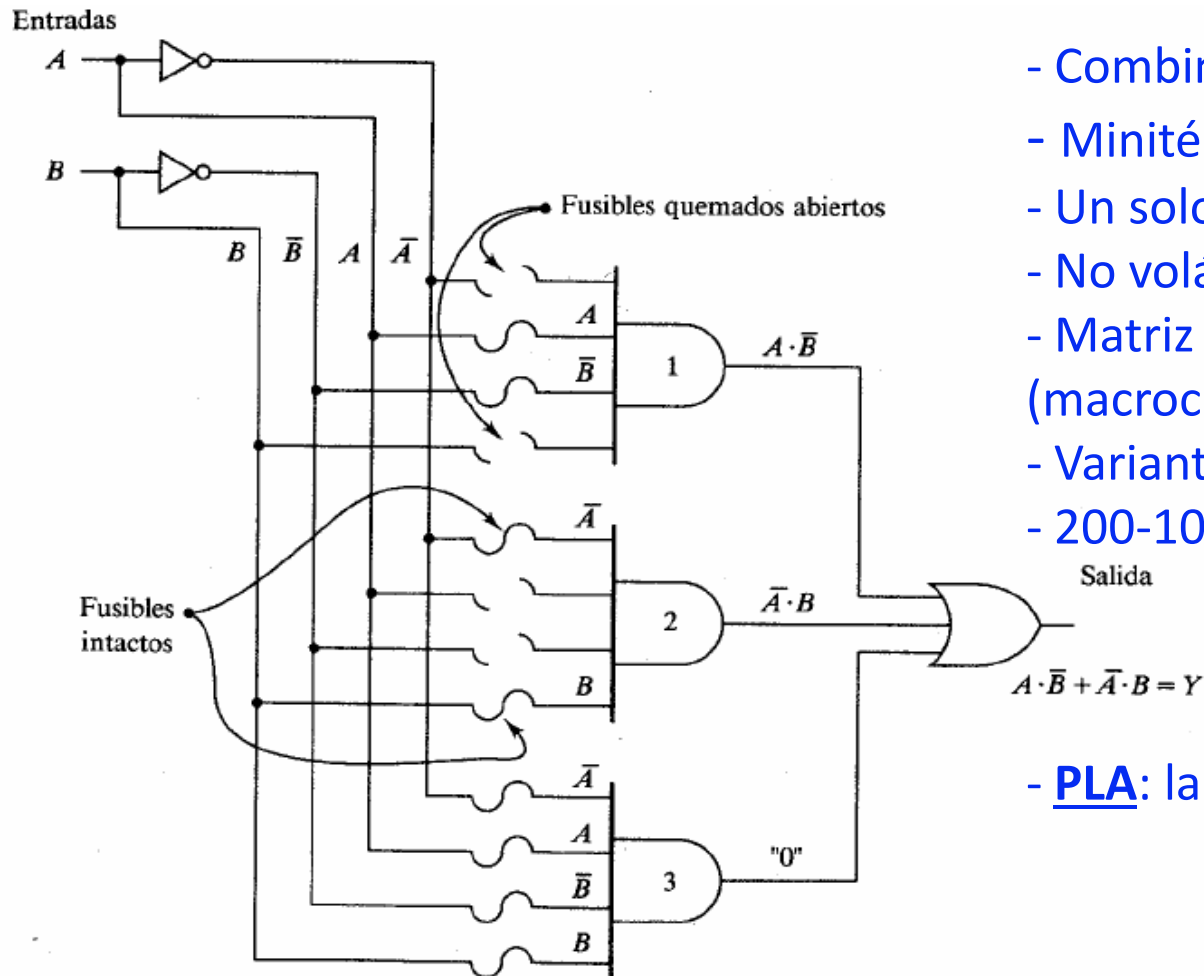 Entradas
A
B
B B̅ A A̅
Fusibles quemados abiertos
A
B̅
1
A·B̅
A̅
2
A̅·B
B
Fusibles
intactos
A̅
A
B̅
B
3
"0"
Salida
A·B̅ + A̅·B = Y
- Combin
- Minité
- Un solo
- No volá
- Matriz
(macroc
- Variant
- 200-10
- PLA: la